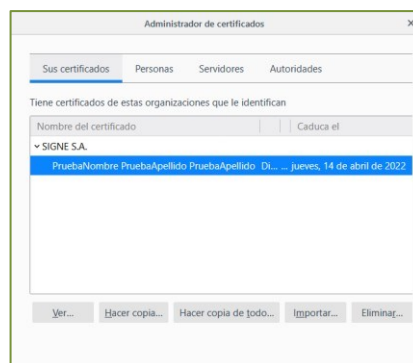 Administrador de certificados
Sus certificados Personas Servidores Autoridades
Tiene certificados de estas organizaciones que le identifican
Nombre del certificado Caduca el
SIGNE S.A.
PruebaNombre PruebaApellido PruebaApellido Di... ... jueves, 14 de abril de 2022
Ver... Hacer copia... Hacer copia de todo... Importar... Eliminar...